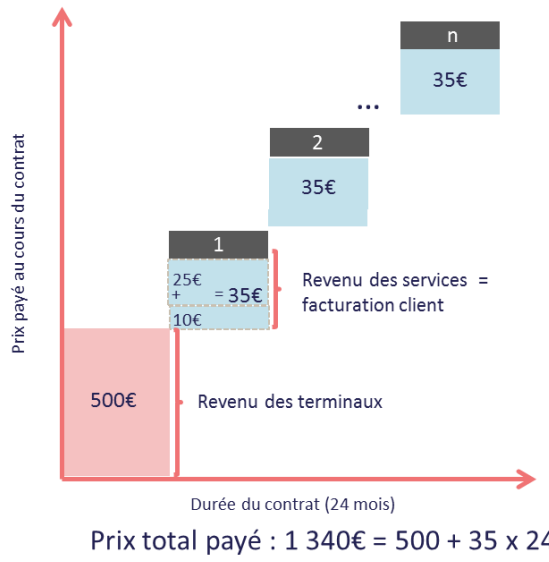 n
35€
...
2
35€
1
25€
+ = 35€
10€
Revenu des services =
facturation client
500€
Revenu des terminaux
Prix payé au cours du contrat
Durée du contrat (24 mois)
Prix total payé : 1 340€ = 500 + 35 x 24